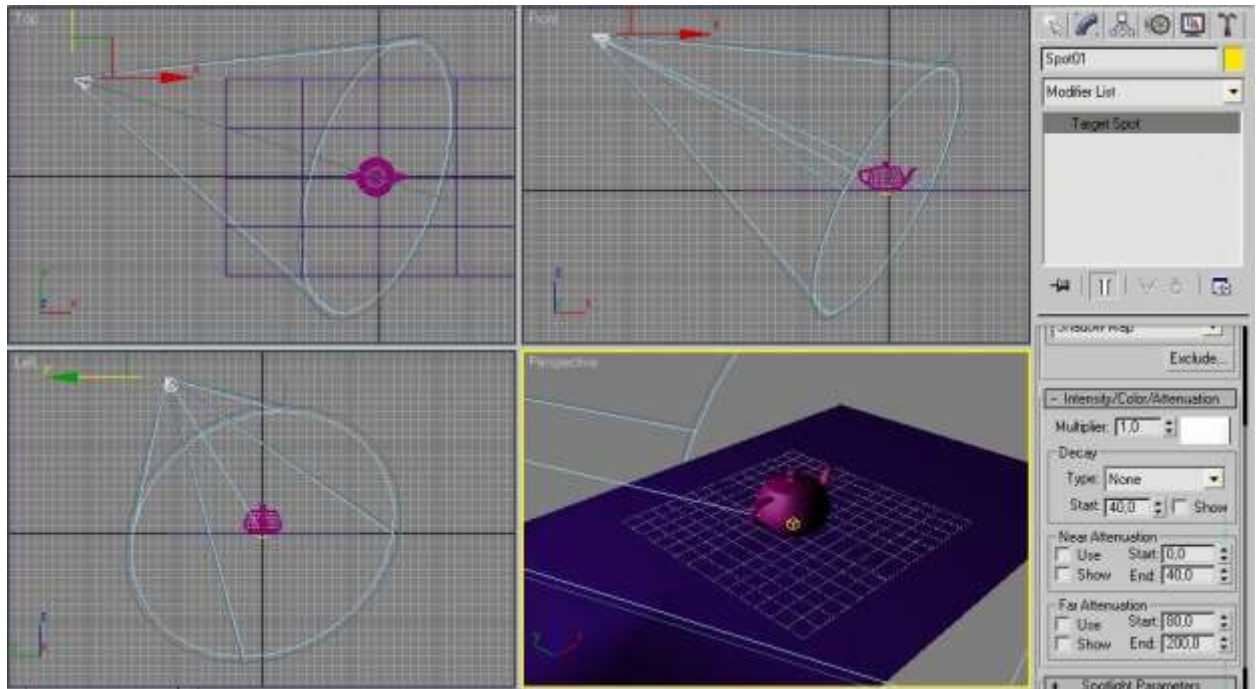 Top
Front
Left
Perspective
Spot01
Modifier List
Target Spot
Shadow Map
Exclude...
- Intensity/Color/Attenuation
Multiplier: 1,0
Decay
Type: None
Start: 40,0 Show
Near Attenuation
Use Start: 0,0
Show End: 40,0
Far Attenuation
Use Start: 80,0
Show End: 200,0
+ Spotlight Parameters